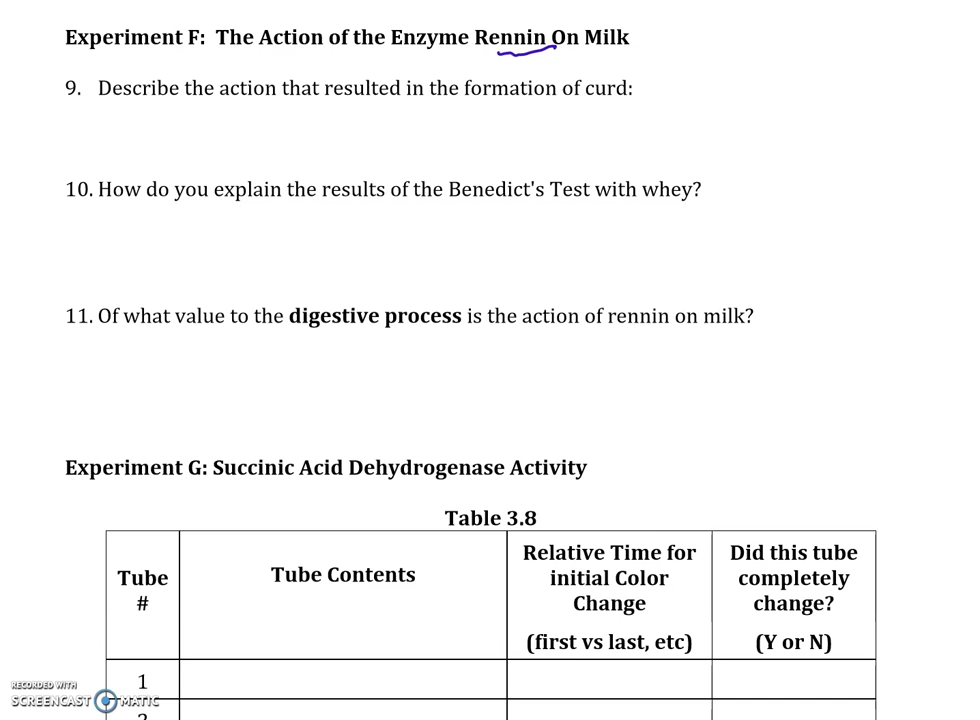 Experiment F: The Action of the Enzyme Rennin On Milk
9. Describe the action that resulted in the formation of curd:
10. How do you explain the results of the Benedict's Test with whey?
11. Of what value to the digestive process is the action of rennin on milk?
Experiment G: Succinic Acid Dehydrogenase Activity
Table 3.8
Tube
#
Tube Contents
Relative Time for
initial Color
Change
(first vs last, etc)
Did this tube
completely
change?
(Y or N)
1
RECORDED WITH
SCREENCAST MATIC